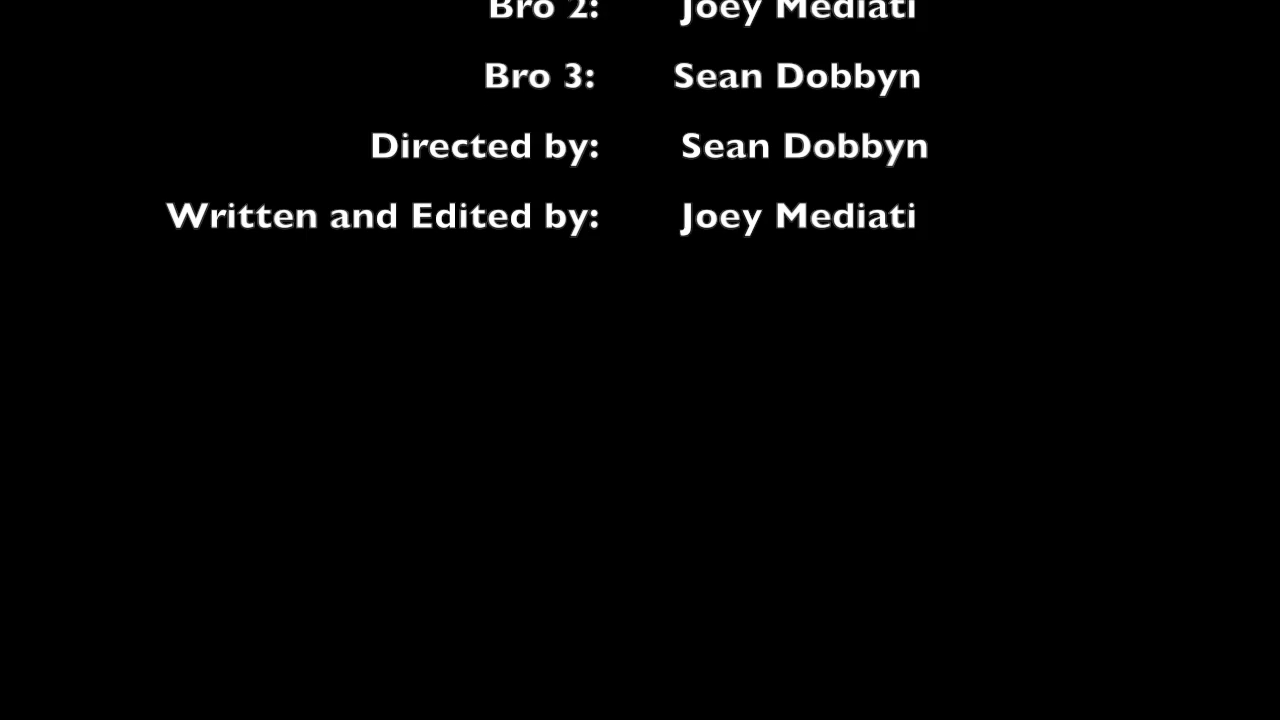 Bro 2: Joey Mediati
Bro 3: Sean Dobbyn
Directed by: Sean Dobbyn
Written and Edited by: Joey Mediati